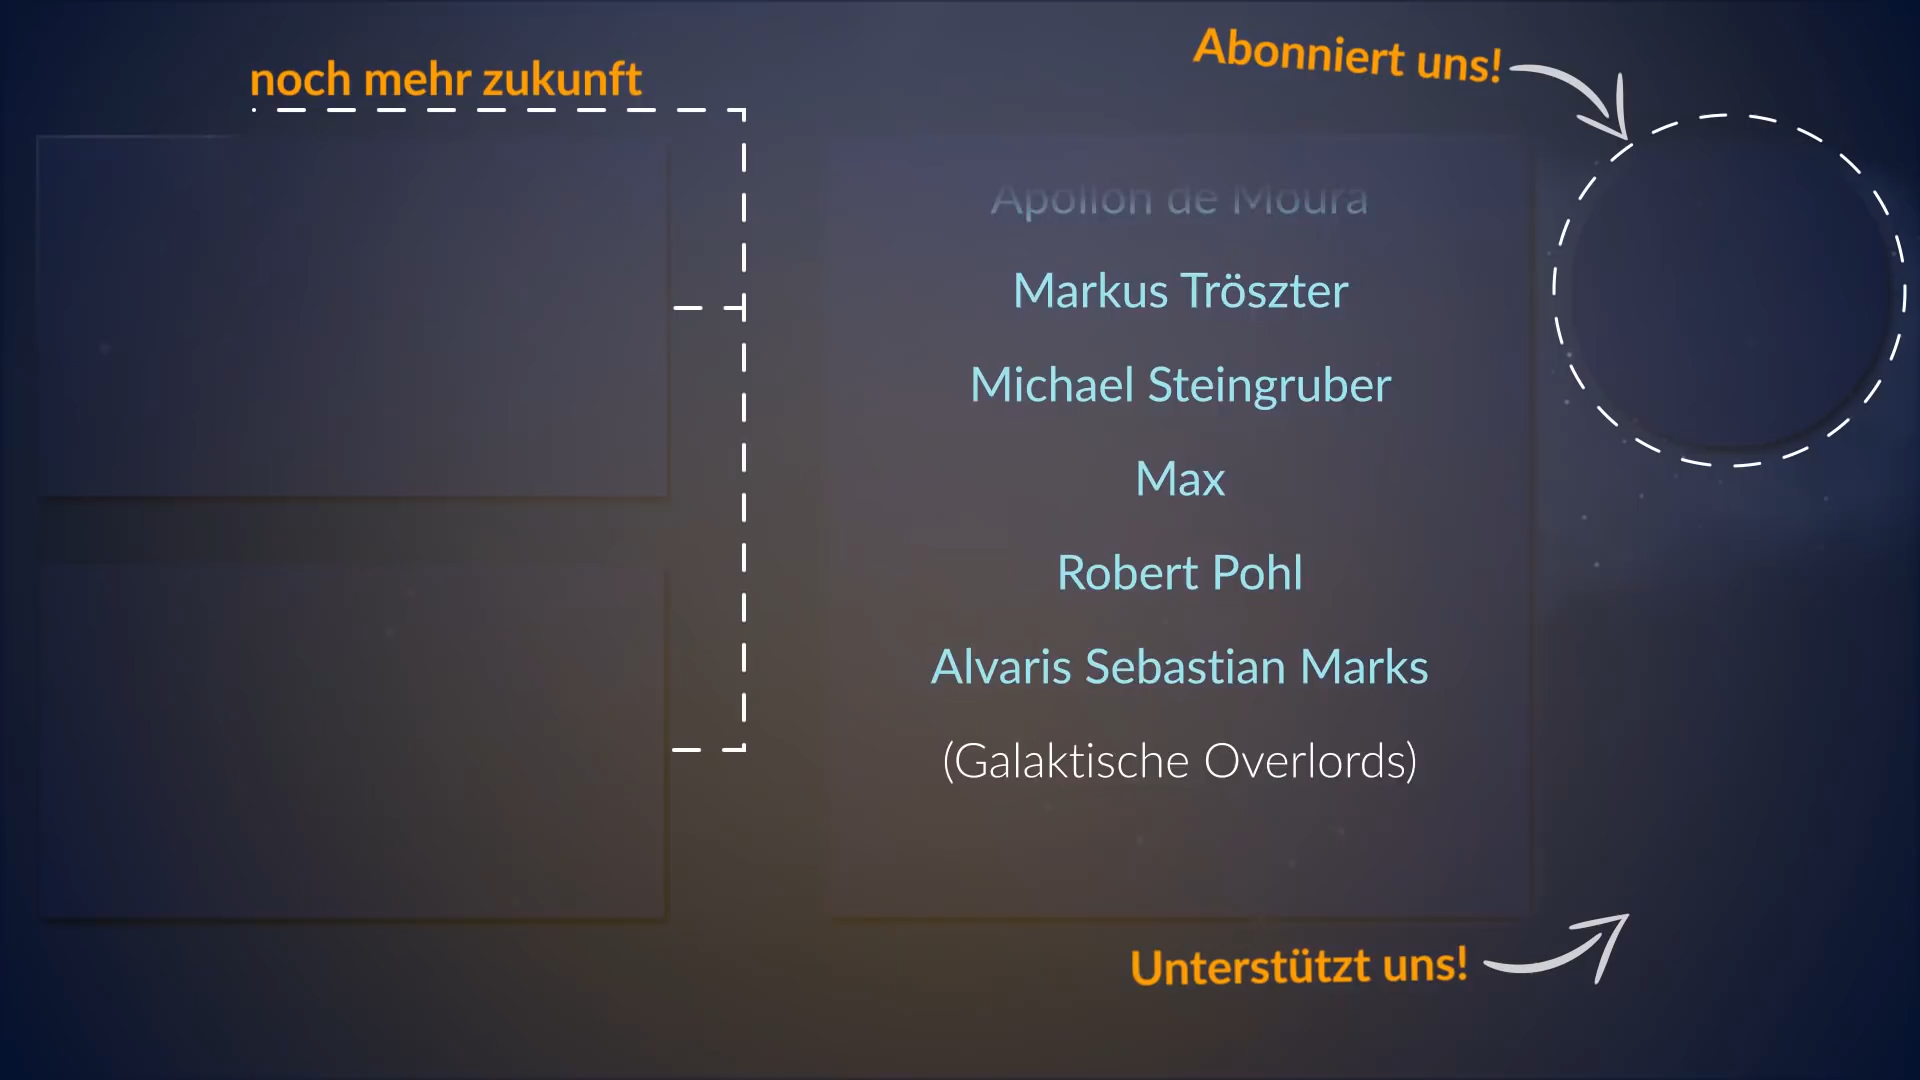 noch mehr zukunft
Abonniert uns!
Apollon de Moura
Markus Tröszter
Michael Steingruber
Max
Robert Pohl
Alvaris Sebastian Marks
(Galaktische Overlords)
Unterstützt uns!